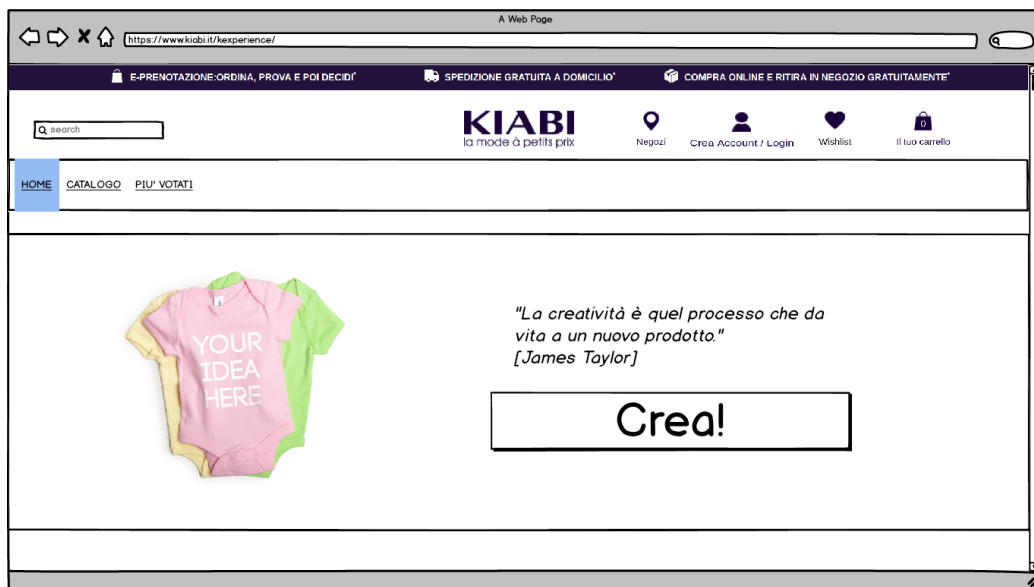 A Web Page
https://www.kiabi.it/kexperience/
E-PRENOTAZIONE:ORDINA, PROVA E POI DECIDI*
SPEDIZIONE GRATUITA A DOMICILIO*
COMPRA ONLINE E RITIRA IN NEGOZIO GRATUITAMENTE*
search
KIABI
la mode à petits prix
Negozi
Crea Account / Login
Wishlist
0
Il tuo carrello
HOME
CATALOGO
PIU' VOTATI
YOUR
IDEA
HERE
"La creatività è quel processo che da
vita a un nuovo prodotto."
[James Taylor]
Crea!